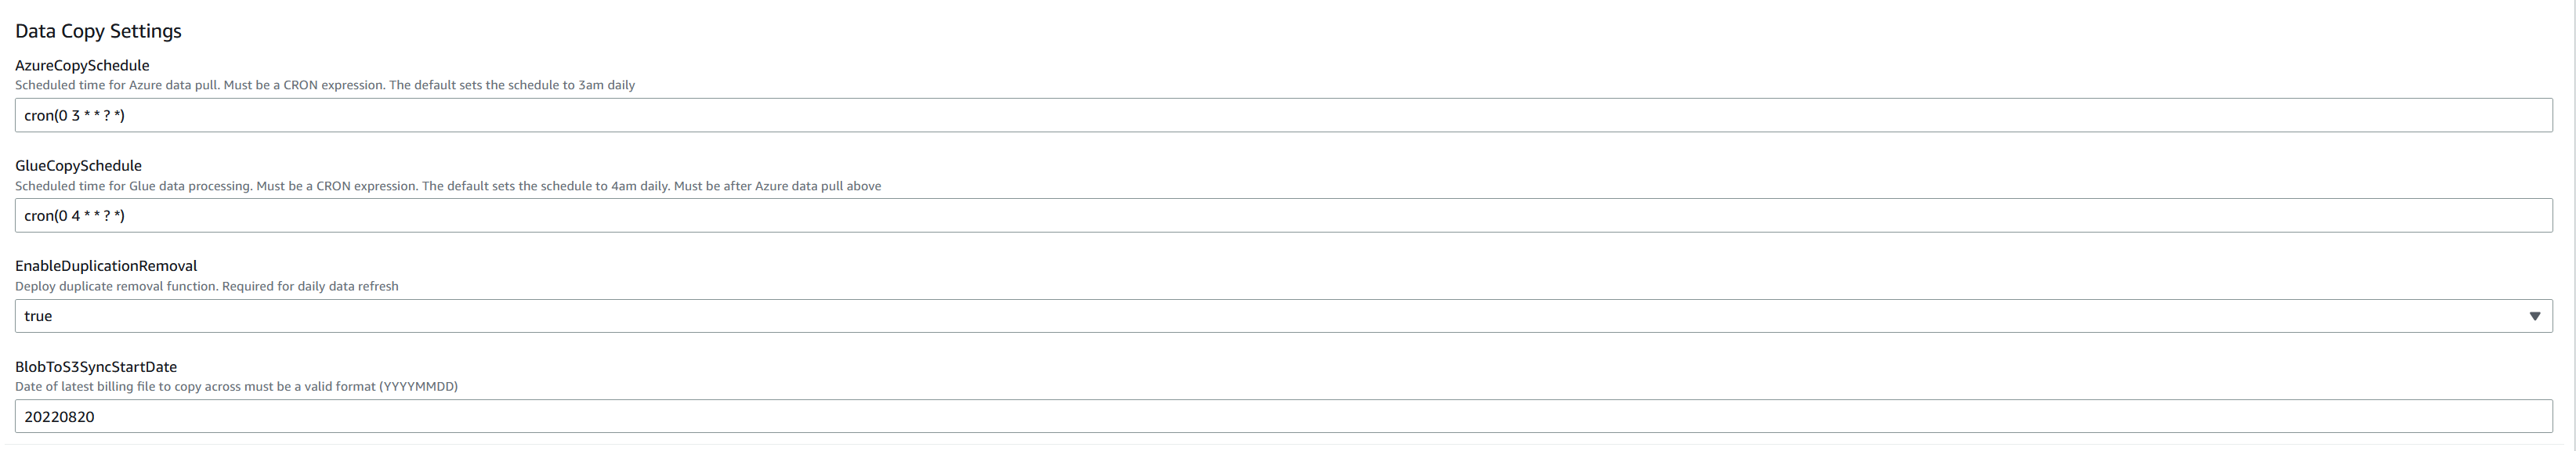 Data Copy Settings
AzureCopySchedule
Scheduled time for Azure data pull. Must be a CRON expression. The default sets the schedule to 3am daily
cron(0 3 * * ? *)
GlueCopySchedule
Scheduled time for Glue data processing. Must be a CRON expression. The default sets the schedule to 4am daily. Must be after Azure data pull above
cron(0 4 * * ? *)
EnableDuplicationRemoval
Deploy duplicate removal function. Required for daily data refresh
true
BlobToS3SyncStartDate
Date of latest billing file to copy across must be a valid format (YYYYMMDD)
20220820